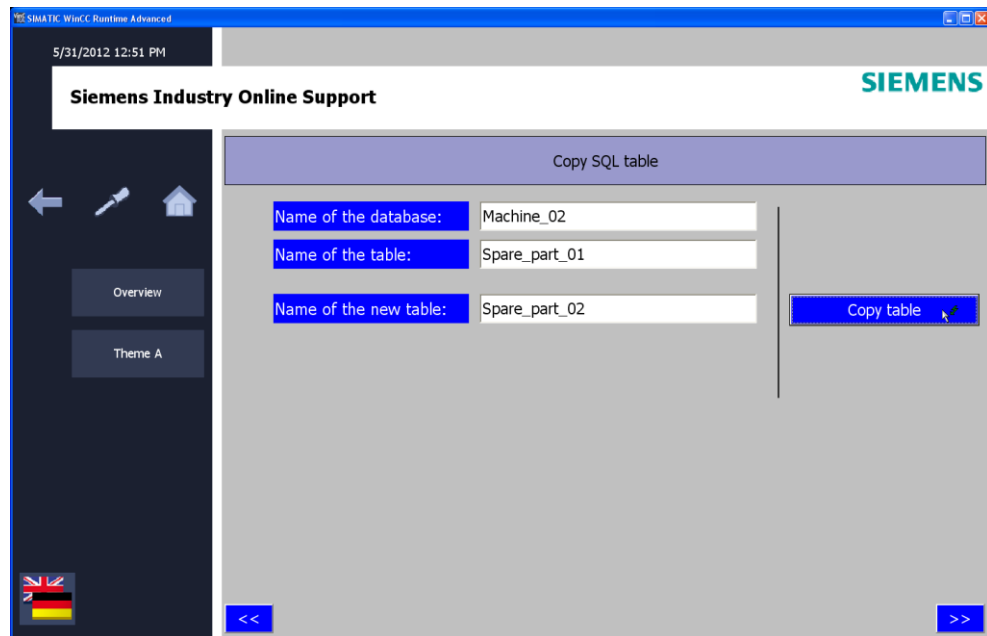 SIMATIC WinCC Runtime Advanced
5/31/2012 12:51 PM
SIEMENS
Siemens Industry Online Support
Copy SQL table
Name of the database: Machine_02
Name of the table: Spare_part_01
Name of the new table: Spare_part_02
Copy table
Overview
Theme A
<< >>